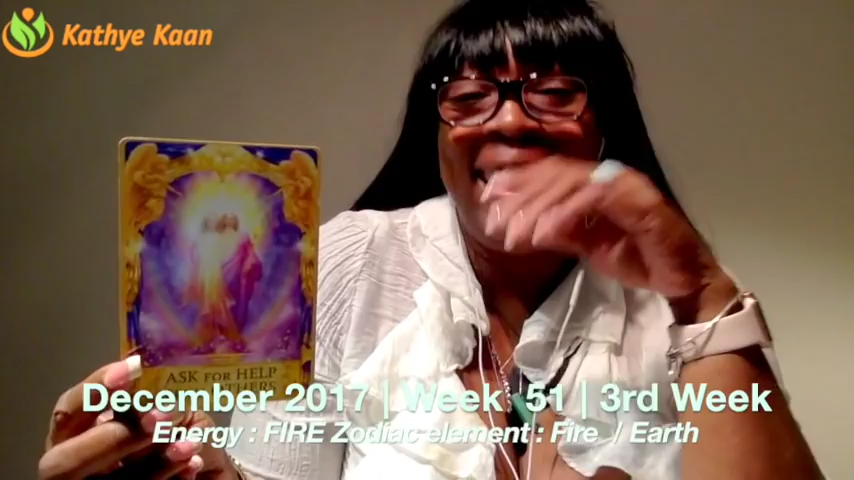 Kathye Kaan
ASK FOR HELP
December 2017 | Week 51 | 3rd Week
Energy : FIRE Zodiac element : Fire / Earth